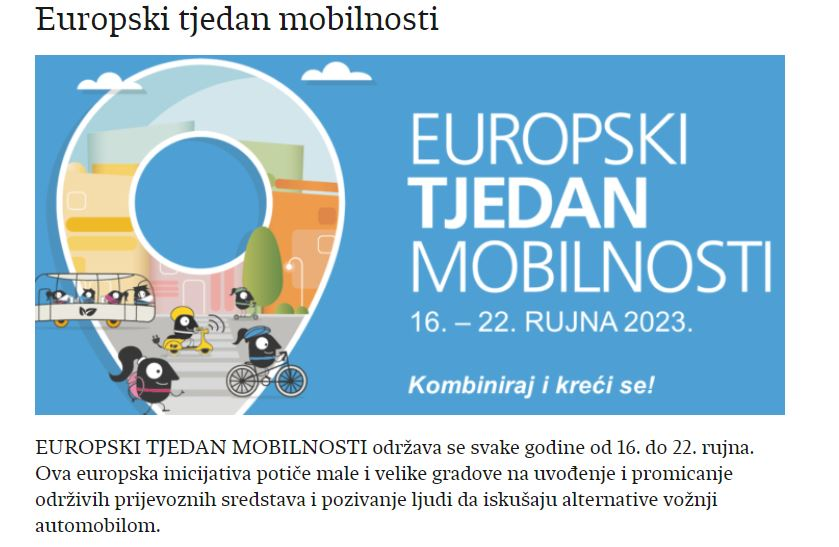 Europski tjedan mobilnosti
EUROPSKI
TJEDAN
MOBILNOSTI
16. – 22. RUJNA 2023.
Kombiniraj i kreći se!
EUROPSKI TJEDAN MOBILNOSTI održava se svake godine od 16. do 22. rujna.
Ova europska inicijativa potiče male i velike gradove na uvođenje i promicanje
održivih prijevoznih sredstava i pozivanje ljudi da iskušaju alternative vožnji
automobilom.